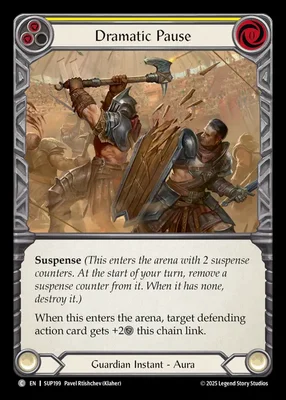 Dramatic Pause
Suspense (This enters the arena with 2 suspense
counters. At the start of your turn, remove a
suspense counter from it. When it has none,
destroy it.)
When this enters the arena, target defending
action card gets +2 this chain link.
Guardian Instant - Aura
C EN | SUP199 Pavel Rtishchev (Klaher) © 2025 Legend Story Studios